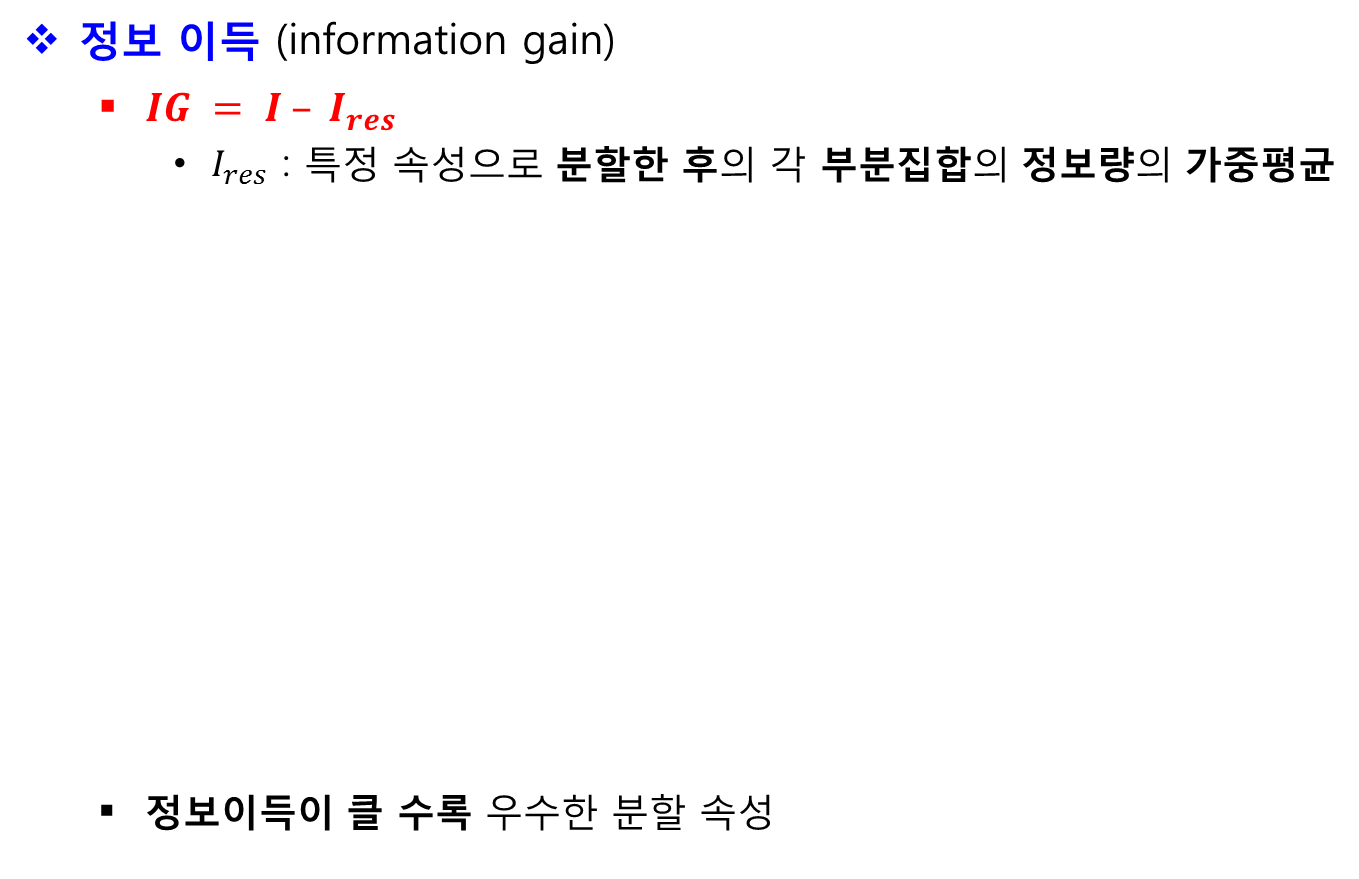 ❖ 정보 이득 (information gain)
▪ IG = I – I_res
• I_res : 특정 속성으로 분할한 후의 각 부분집합의 정보량의 가중평균
▪ 정보이득이 클 수록 우수한 분할 속성